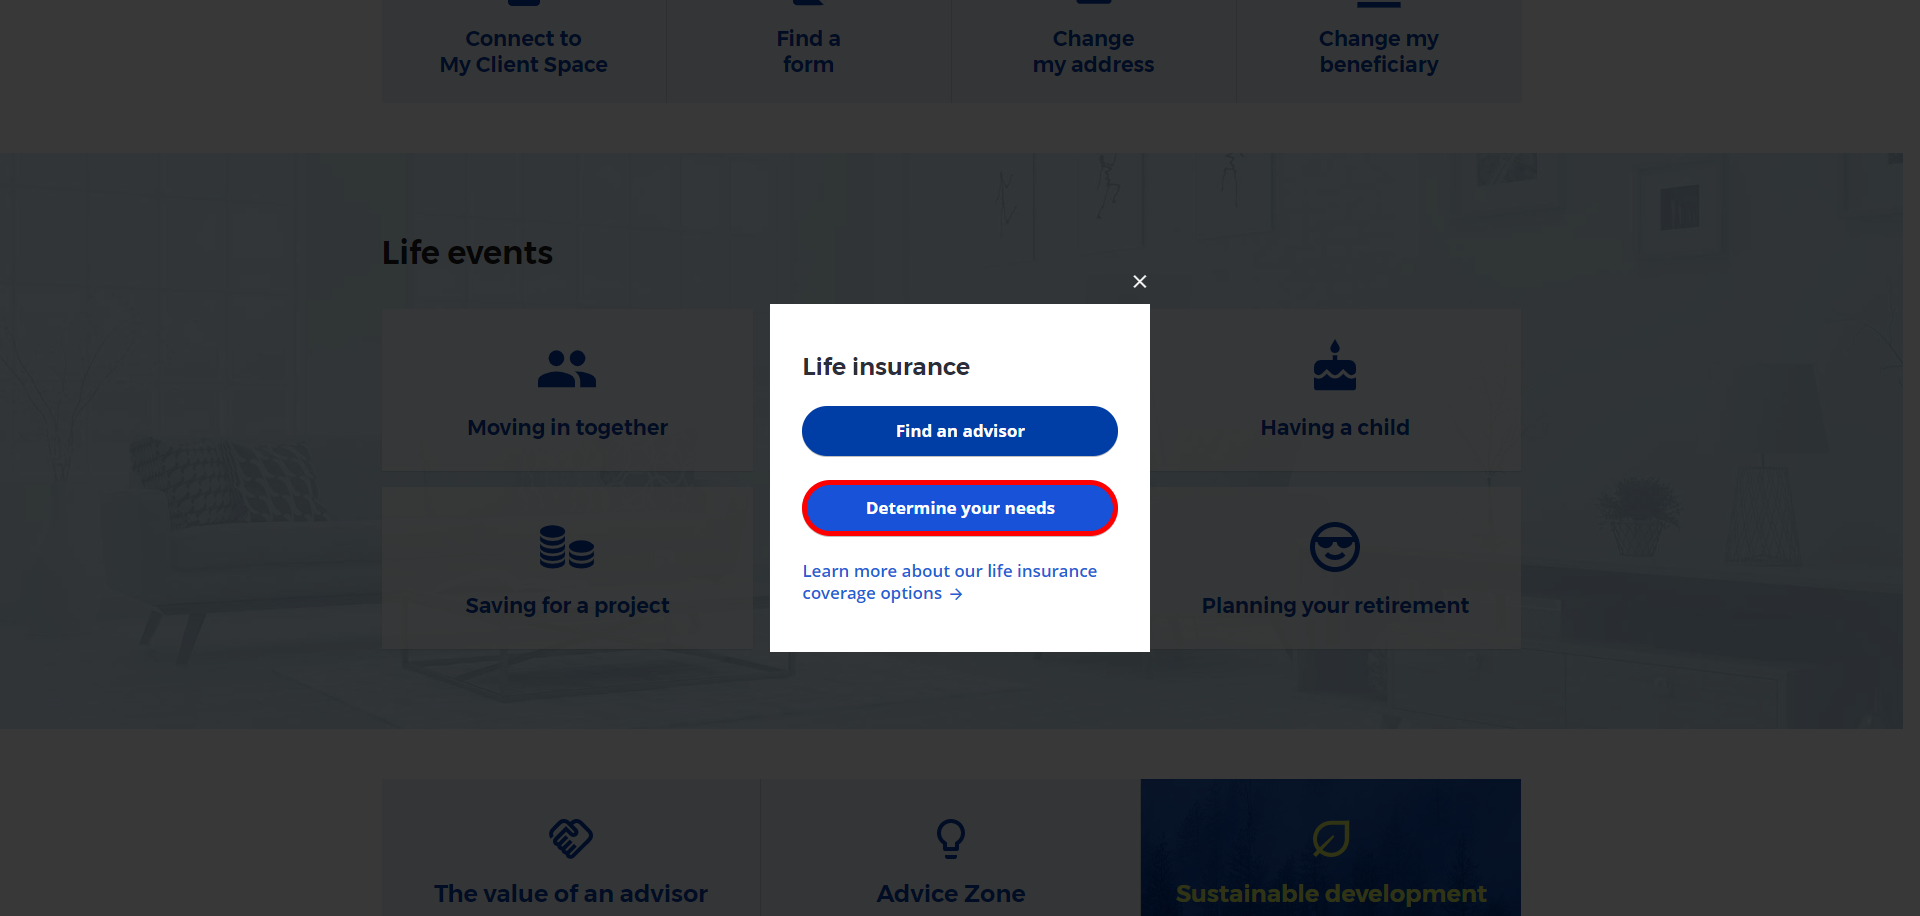 Connect to
My Client Space
Find a
form
Change
my address
Change my
beneficiary
Life events
Moving in together
Having a child
Saving for a project
Planning your retirement
Life insurance
Find an advisor
Determine your needs
Learn more about our life insurance
coverage options →
The value of an advisor
Advice Zone
Sustainable development